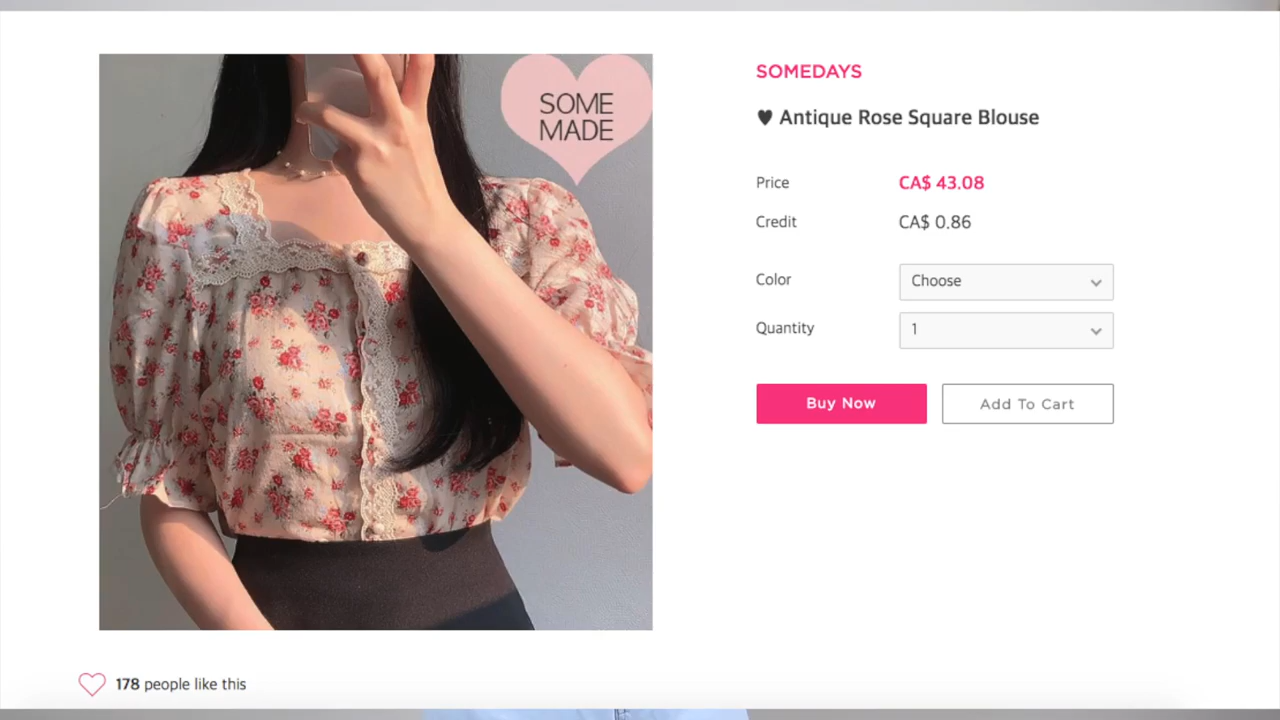 SOME
MADE
SOMEDAYS
♥ Antique Rose Square Blouse
Price CA$ 43.08
Credit CA$ 0.86
Color Choose
Quantity 1
Buy Now Add To Cart
178 people like this